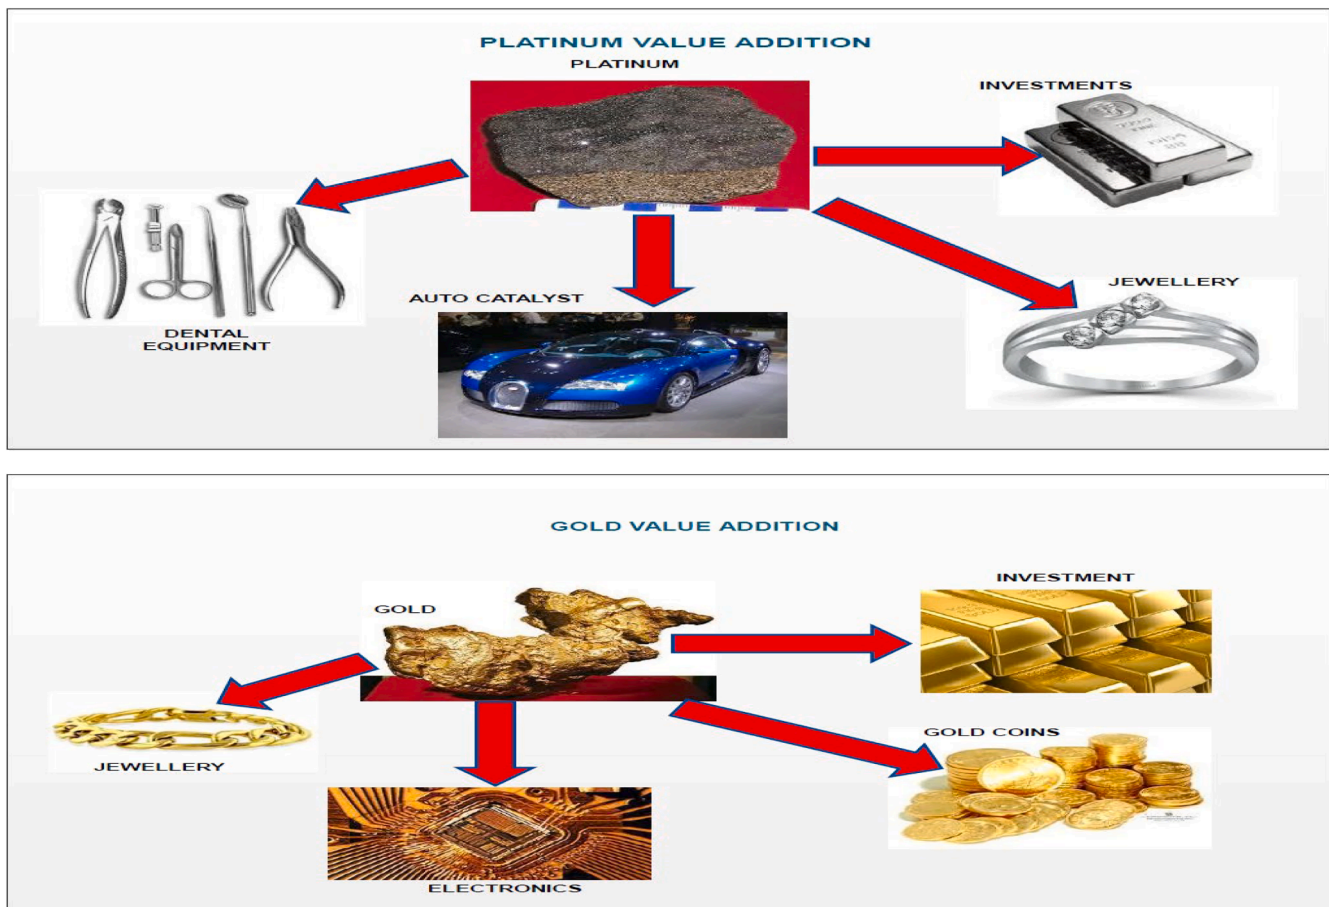 PLATINUM VALUE ADDITION
PLATINUM
INVESTMENTS
DENTAL
EQUIPMENT
AUTO CATALYST
JEWELLERY
GOLD VALUE ADDITION
GOLD
INVESTMENT
JEWELLERY
GOLD COINS
ELECTRONICS